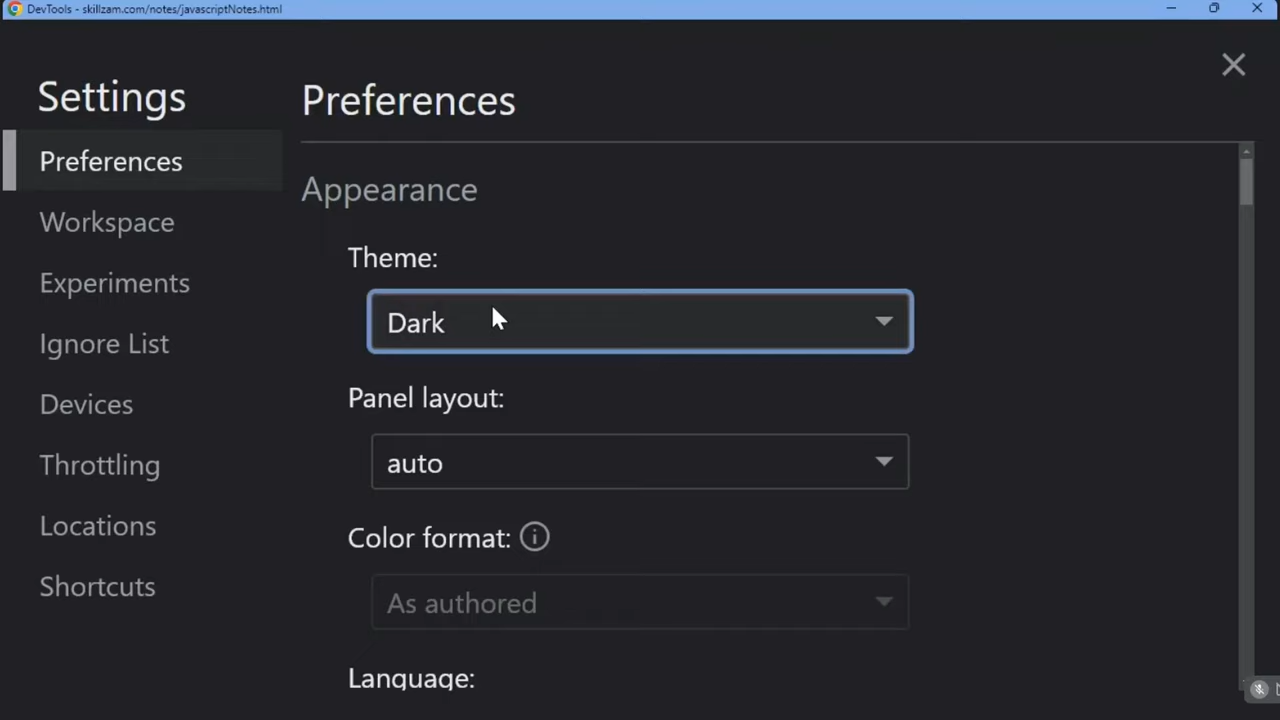 DevTools - skillzam.com/notes/javascriptNotes.html
Settings
Preferences
Workspace
Experiments
Ignore List
Devices
Throttling
Locations
Shortcuts
Preferences
Appearance
Theme:
Dark
Panel layout:
auto
Color format:
As authored
Language: